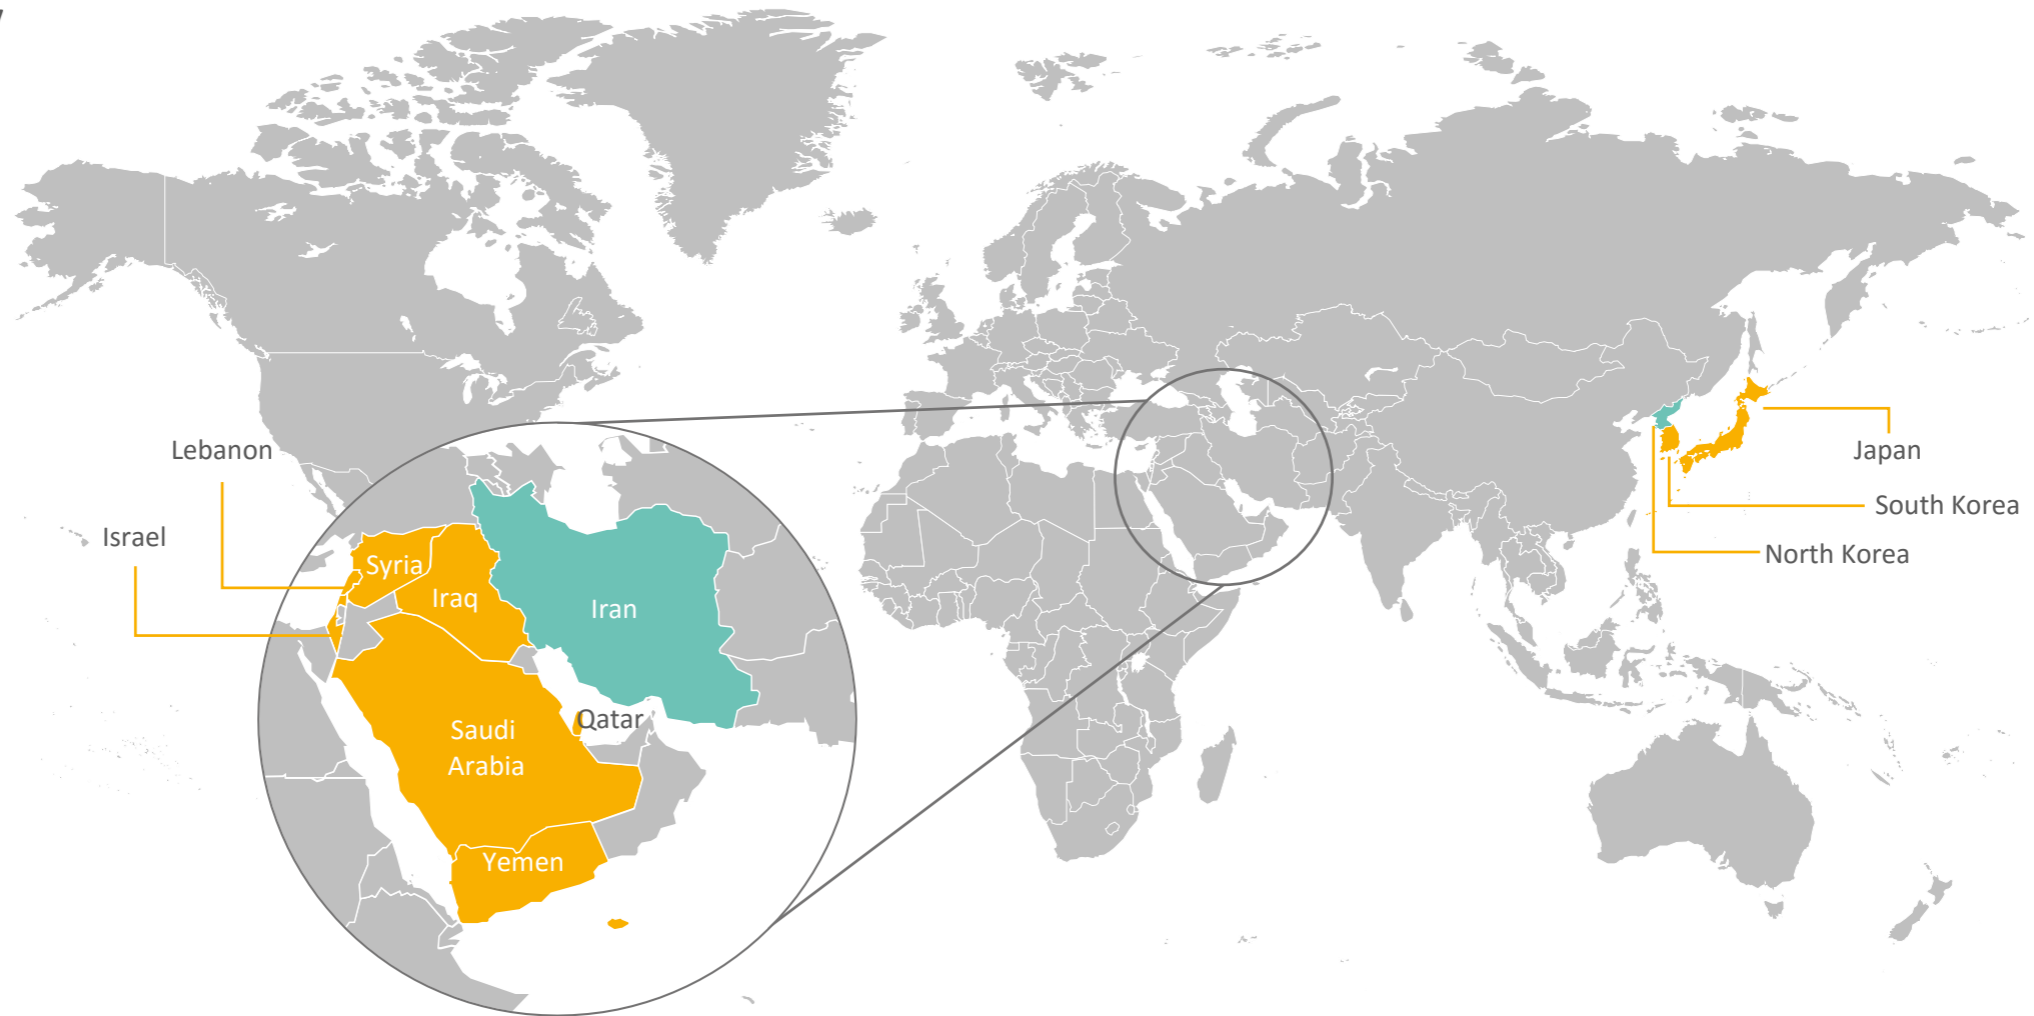 Lebanon
Israel
Syria
Iraq
Iran
Qatar
Saudi
Arabia
Yemen
Japan
South Korea
North Korea